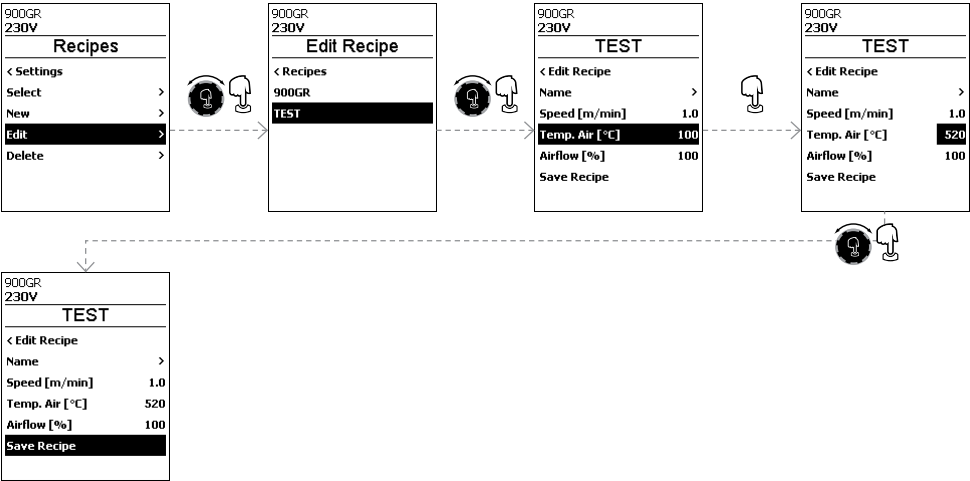 900GR
230V
Recipes
< Settings
Select >
New >
Edit >
Delete >
900GR
230V
Edit Recipe
< Recipes
900GR
TEST
900GR
230V
TEST
< Edit Recipe
Name >
Speed [m/min] 1.0
Temp. Air [°C] 100
Airflow [%] 100
Save Recipe
900GR
230V
TEST
< Edit Recipe
Name >
Speed [m/min] 1.0
Temp. Air [°C] 520
Airflow [%] 100
Save Recipe
900GR
230V
TEST
< Edit Recipe
Name >
Speed [m/min] 1.0
Temp. Air [°C] 520
Airflow [%] 100
Save Recipe